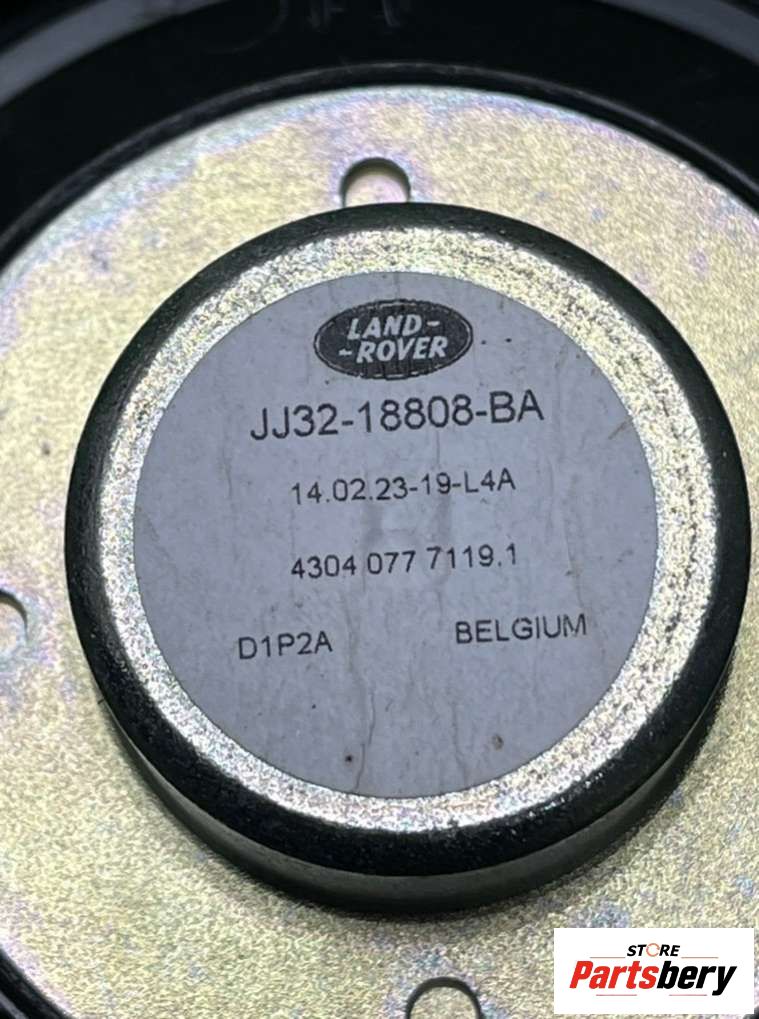 LAND-
-ROVER
JJ32-18808-BA
14.02.23-19-L4A
4304 077 7119.1
D1P2A BELGIUM
STORE
Partsbery